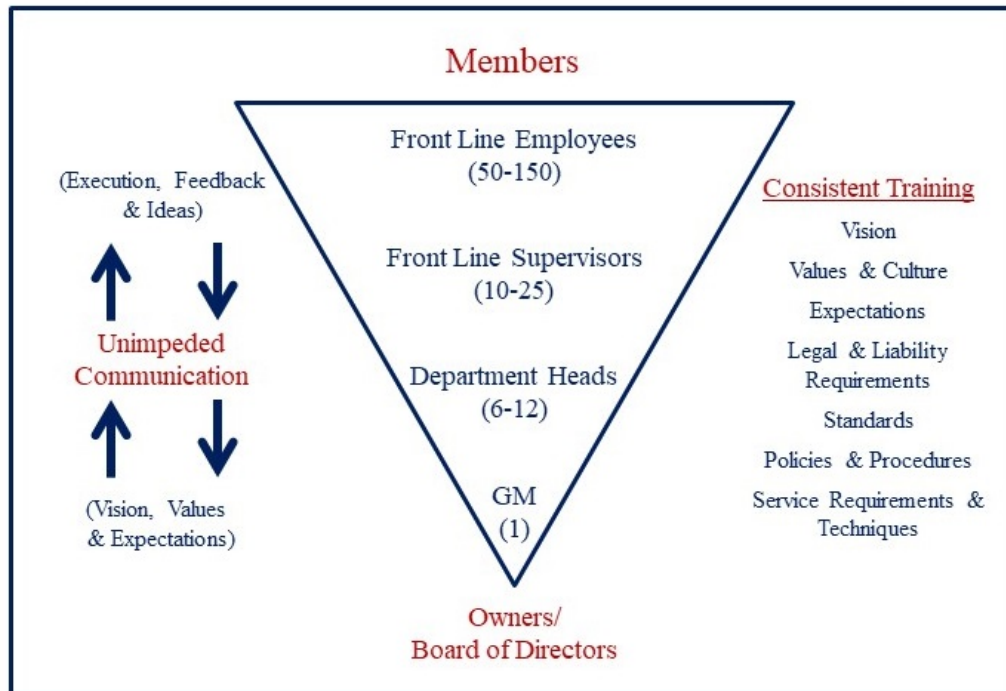 Members
Front Line Employees
(50-150)
Front Line Supervisors
(10-25)
Department Heads
(6-12)
GM
(1)
Owners/
Board of Directors
(Execution, Feedback
& Ideas)
Unimpeded
Communication
(Vision, Values
& Expectations)
Consistent Training
Vision
Values & Culture
Expectations
Legal & Liability
Requirements
Standards
Policies & Procedures
Service Requirements &
Techniques